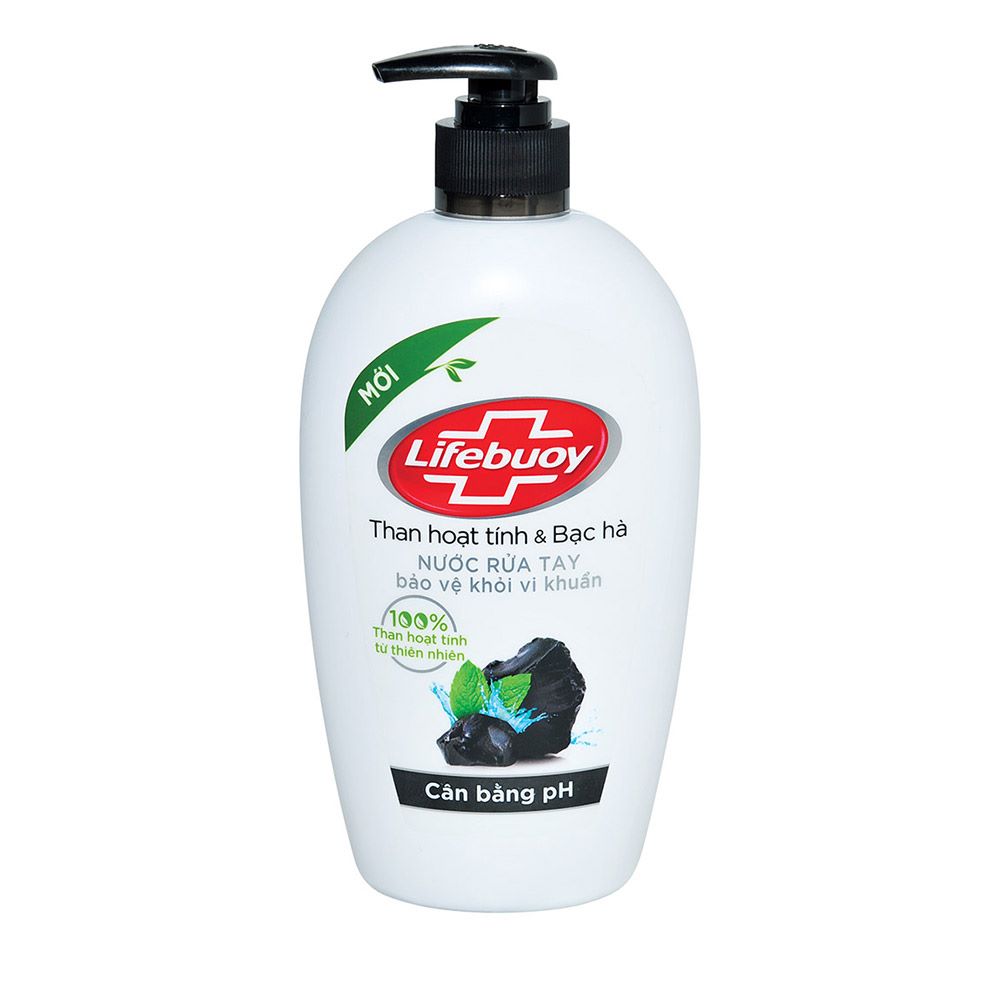 MỚI
Lifebuoy
Than hoạt tính & Bạc hà
NƯỚC RỬA TAY
bảo vệ khỏi vi khuẩn
100%
Than hoạt tính
từ thiên nhiên
Cân bằng pH